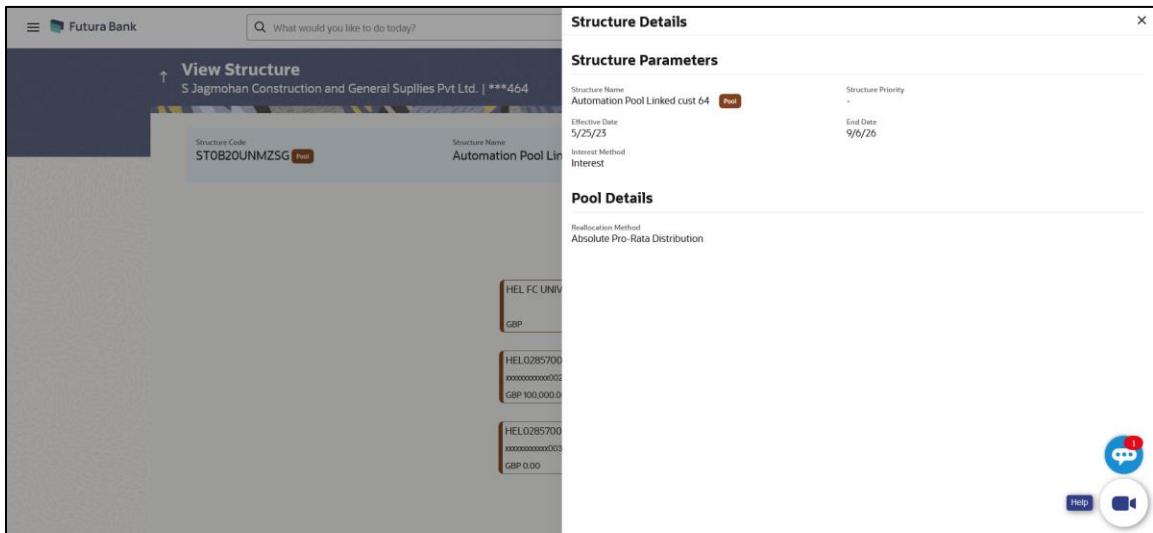 Futura Bank
What would you like to do today?
View Structure
S Jagmohan Construction and General Supllies Pvt Ltd. | ***464
Structure Code
ST0B20UNMZSG Pool
Structure Name
Automation Pool Lin
HEL FC UNIV
GBP
HEL0285700
xxxxxxxxxxxx002
GBP 100,000.0
HEL0285700
xxxxxxxxxxxx003
GBP 0.00
Structure Details
Structure Parameters
Structure Name
Automation Pool Linked cust 64 Pool
Structure Priority
-
Effective Date
5/25/23
End Date
9/6/26
Interest Method
Interest
Pool Details
Reallocation Method
Absolute Pro-Rata Distribution
1
Help